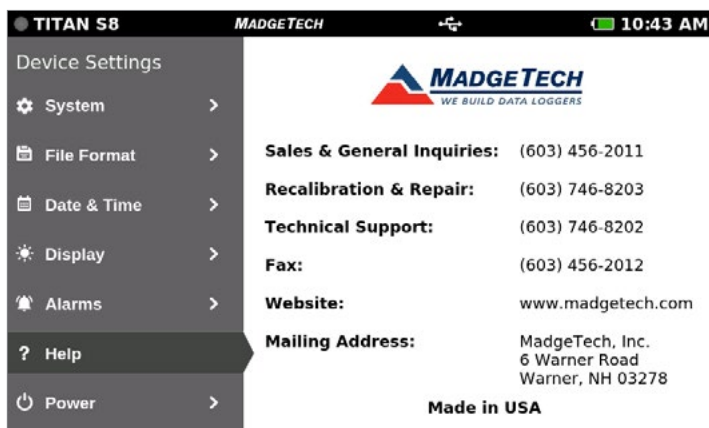 TITAN S8 MADGETECH 10:43 AM
Device Settings
System
File Format
Date & Time
Display
Alarms
? Help
Power
MADGETECH
WE BUILD DATA LOGGERS
Sales & General Inquiries: (603) 456-2011
Recalibration & Repair: (603) 746-8203
Technical Support: (603) 746-8202
Fax: (603) 456-2012
Website: www.madgetech.com
Mailing Address: MadgeTech, Inc.
6 Warner Road
Warner, NH 03278
Made in USA